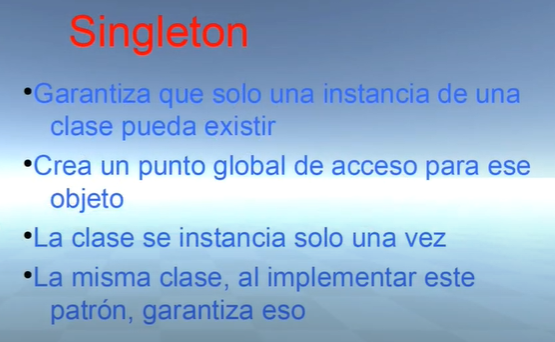 Singleton
•Garantiza que solo una instancia de una
clase pueda existir
•Crea un punto global de acceso para ese
objeto
•La clase se instancia solo una vez
•La misma clase, al implementar este
patrón, garantiza eso